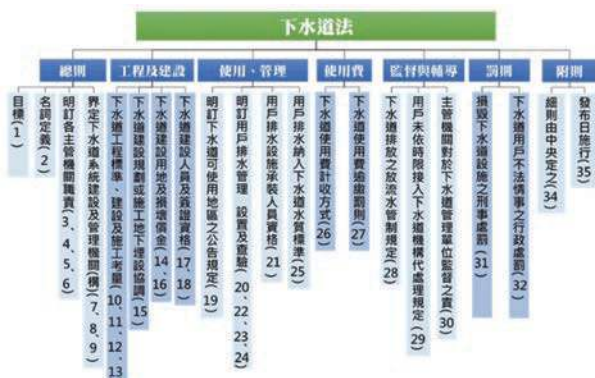 下水道法
總則
工程及建設
使用、管理
使用費
監督與輔導
罰則
附則
目標(1)
名詞定義(2)
明訂各主管機關職責(3、4、5、6)
界定下水道系統建設及管理機關(構)(7、8、9)
下水道工程標準、建設及施工考量(10、11、12、13)
下水道建設規劃或施工地下埋設協調(15)
下水道建設用地及損壞償金(14、16)
下水道建設人員及簽證資格(17、18)
明訂下水道可使用地區之公告規定(19)
明訂用戶排水管理 設置及查驗(20、22、23、24)
用戶排水設施承裝人員資格(21)
用戶排水納入下水道水質標準(25)
下水道使用費計收方式(26)
下水道使用費逾繳罰則(27)
下水道排放之放流水管制規定(28)
用戶未依時限接入下水道機構代處理規定(29)
主管機關對於下水道管理單位監督之責(30)
損毀下水道設施之刑事處罰(31)
下水道用戶不法情事之行政處罰(32)
細則由中央定之(34)
發布日施行(35)